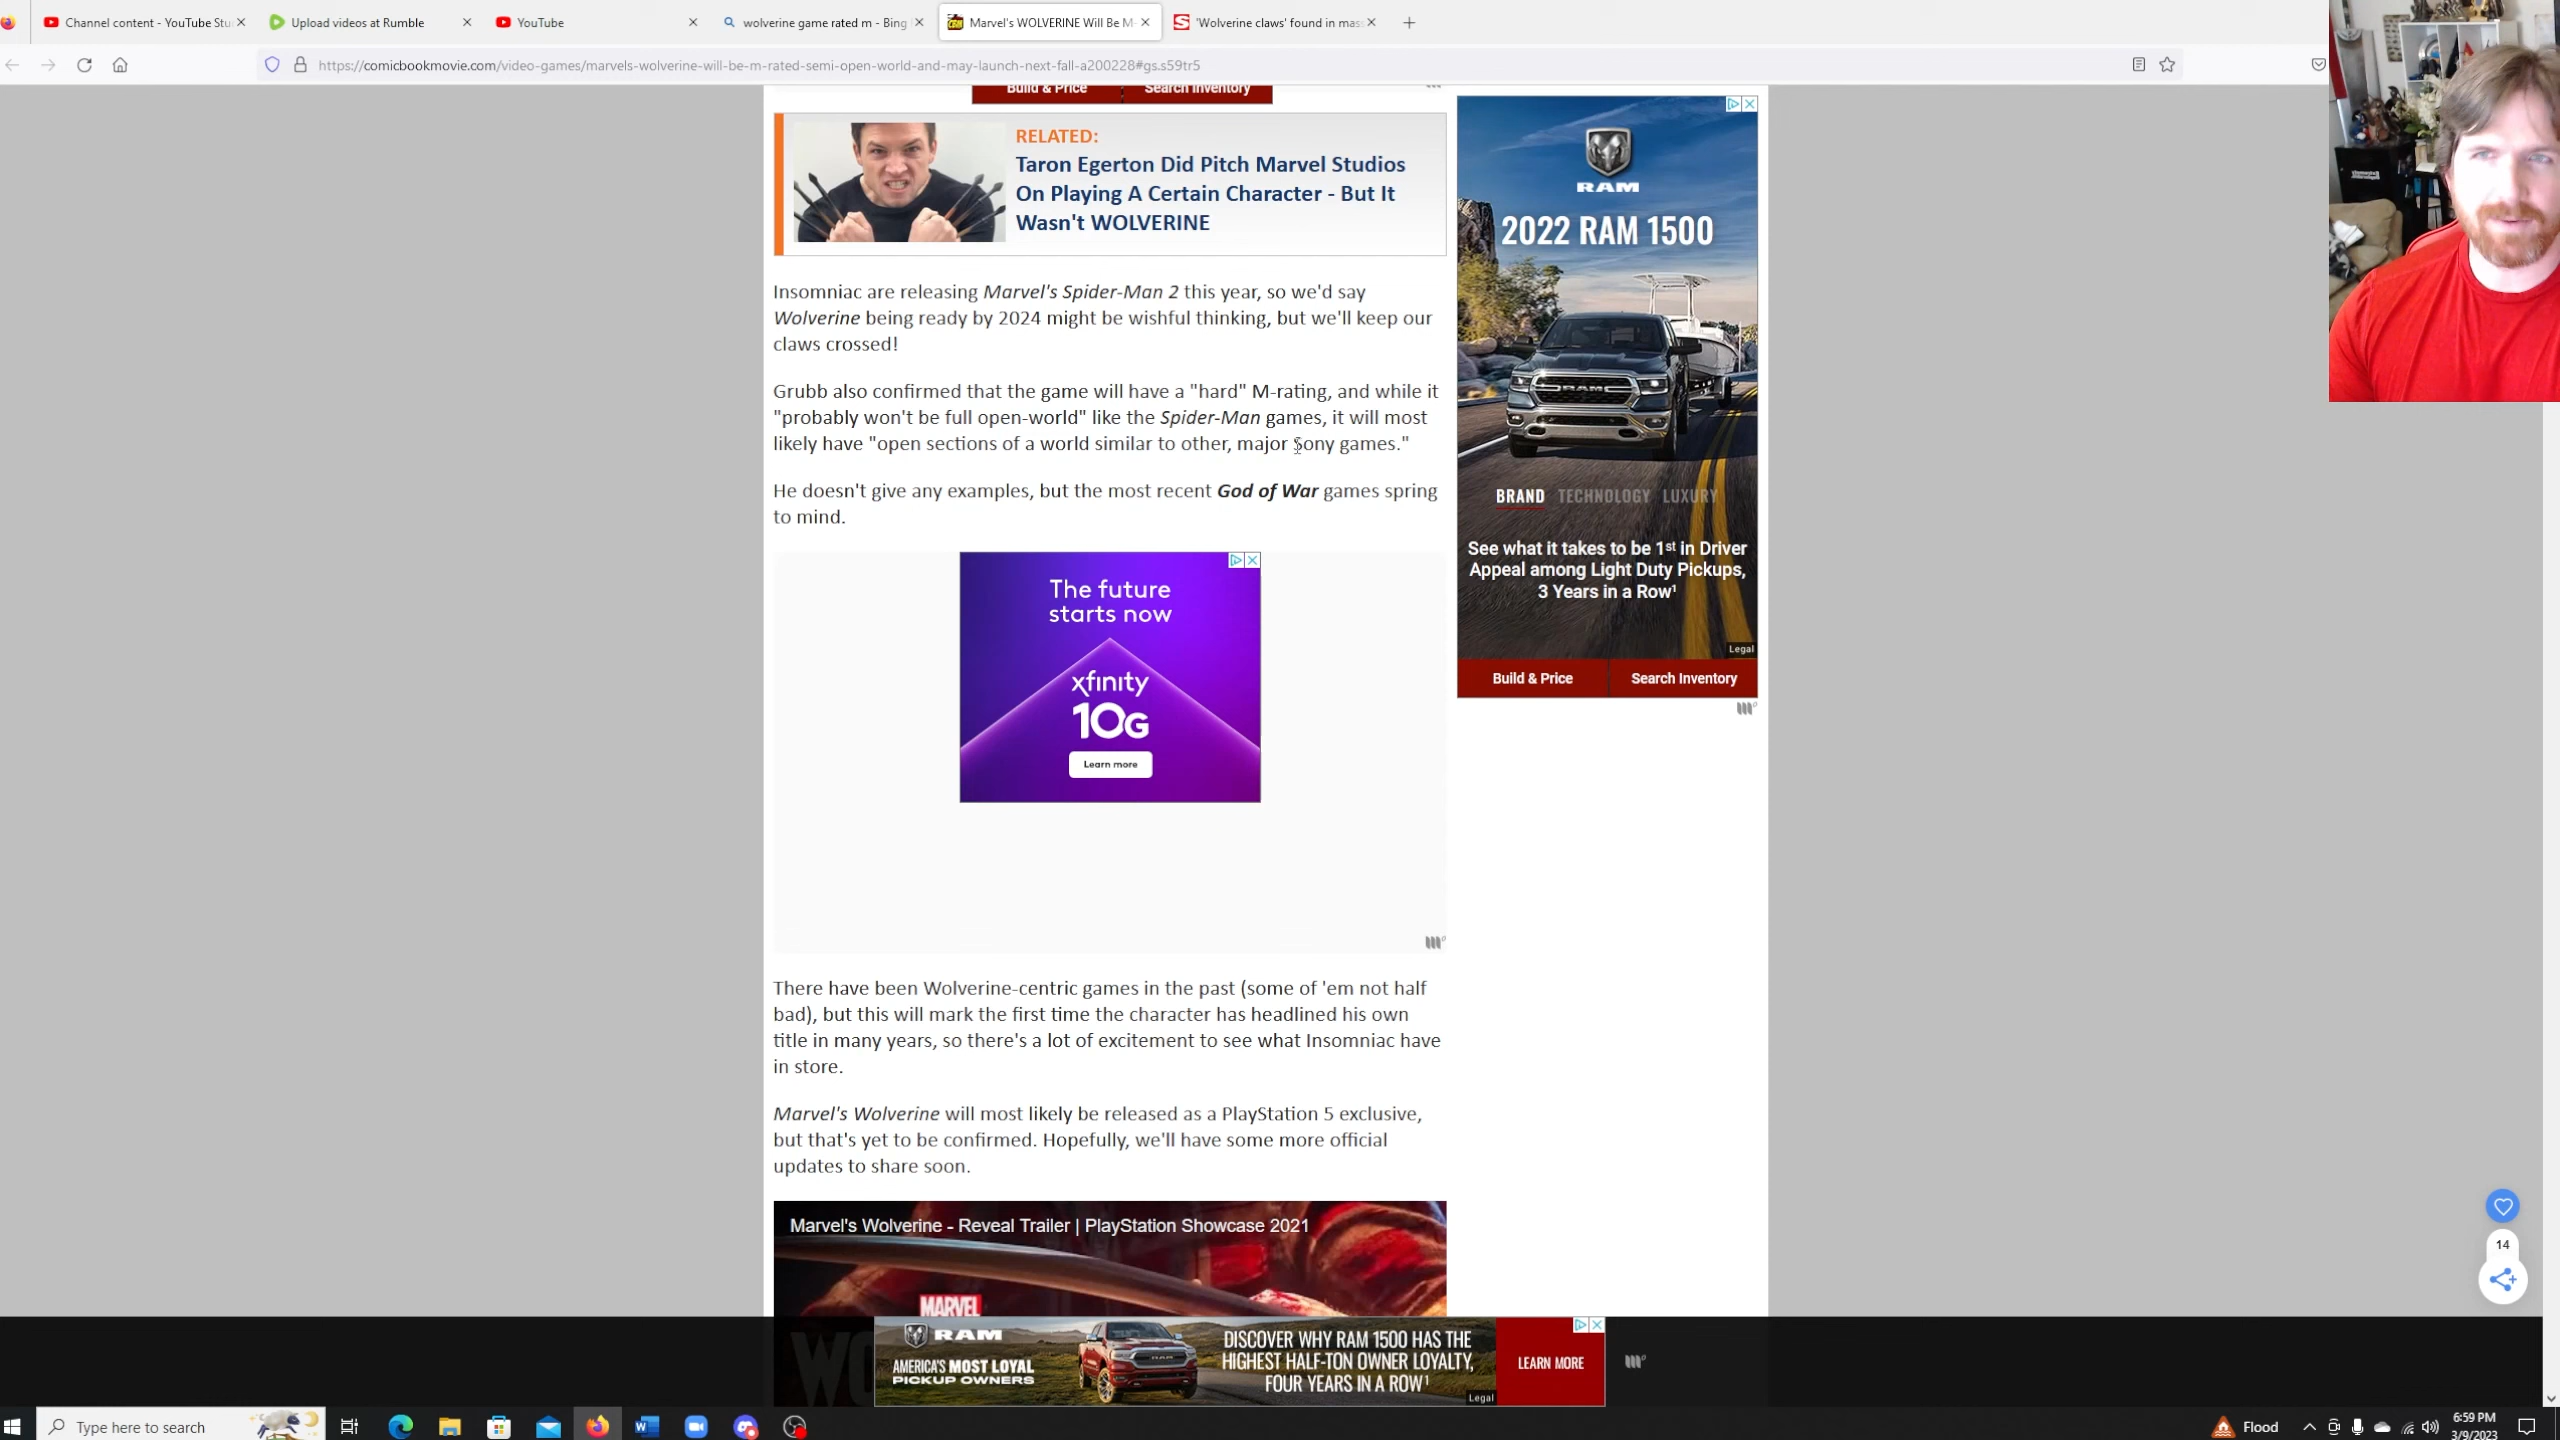 Channel content - YouTube Stu
Upload videos at Rumble
YouTube
wolverine game rated m - Bing
Marvel's WOLVERINE Will Be M
'Wolverine claws' found in mas
https://comicbookmovie.com/video-games/marvels-wolverine-will-be-m-rated-semi-open-world-and-may-launch-next-fall-a200228#gs.s59tr5
Build & Price
Search Inventory
RELATED:
Taron Egerton Did Pitch Marvel Studios
On Playing A Certain Character - But It
Wasn't WOLVERINE
Insomniac are releasing Marvel's Spider-Man 2 this year, so we'd say
Wolverine being ready by 2024 might be wishful thinking, but we'll keep our
claws crossed!
Grubb also confirmed that the game will have a "hard" M-rating, and while it
"probably won't be full open-world" like the Spider-Man games, it will most
likely have "open sections of a world similar to other, major Sony games."
He doesn't give any examples, but the most recent God of War games spring
to mind.
The future
starts now
xfinity
10G
Learn more
There have been Wolverine-centric games in the past (some of 'em not half
bad), but this will mark the first time the character has headlined his own
title in many years, so there's a lot of excitement to see what Insomniac have
in store.
Marvel's Wolverine will most likely be released as a PlayStation 5 exclusive,
but that's yet to be confirmed. Hopefully, we'll have some more official
updates to share soon.
Marvel's Wolverine - Reveal Trailer | PlayStation Showcase 2021
MARVEL
WO
RAM
2022 RAM 1500
RAM
BRAND TECHNOLOGY LUXURY
See what it takes to be 1st in Driver
Appeal among Light Duty Pickups,
3 Years in a Row1
Legal
Build & Price
Search Inventory
14
RAM
AMERICA'S MOST LOYAL
PICKUP OWNERS
DISCOVER WHY RAM 1500 HAS THE
HIGHEST HALF-TON OWNER LOYALTY,
FOUR YEARS IN A ROW1
Legal
LEARN MORE
Type here to search
Flood
6:59 PM
3/9/2023